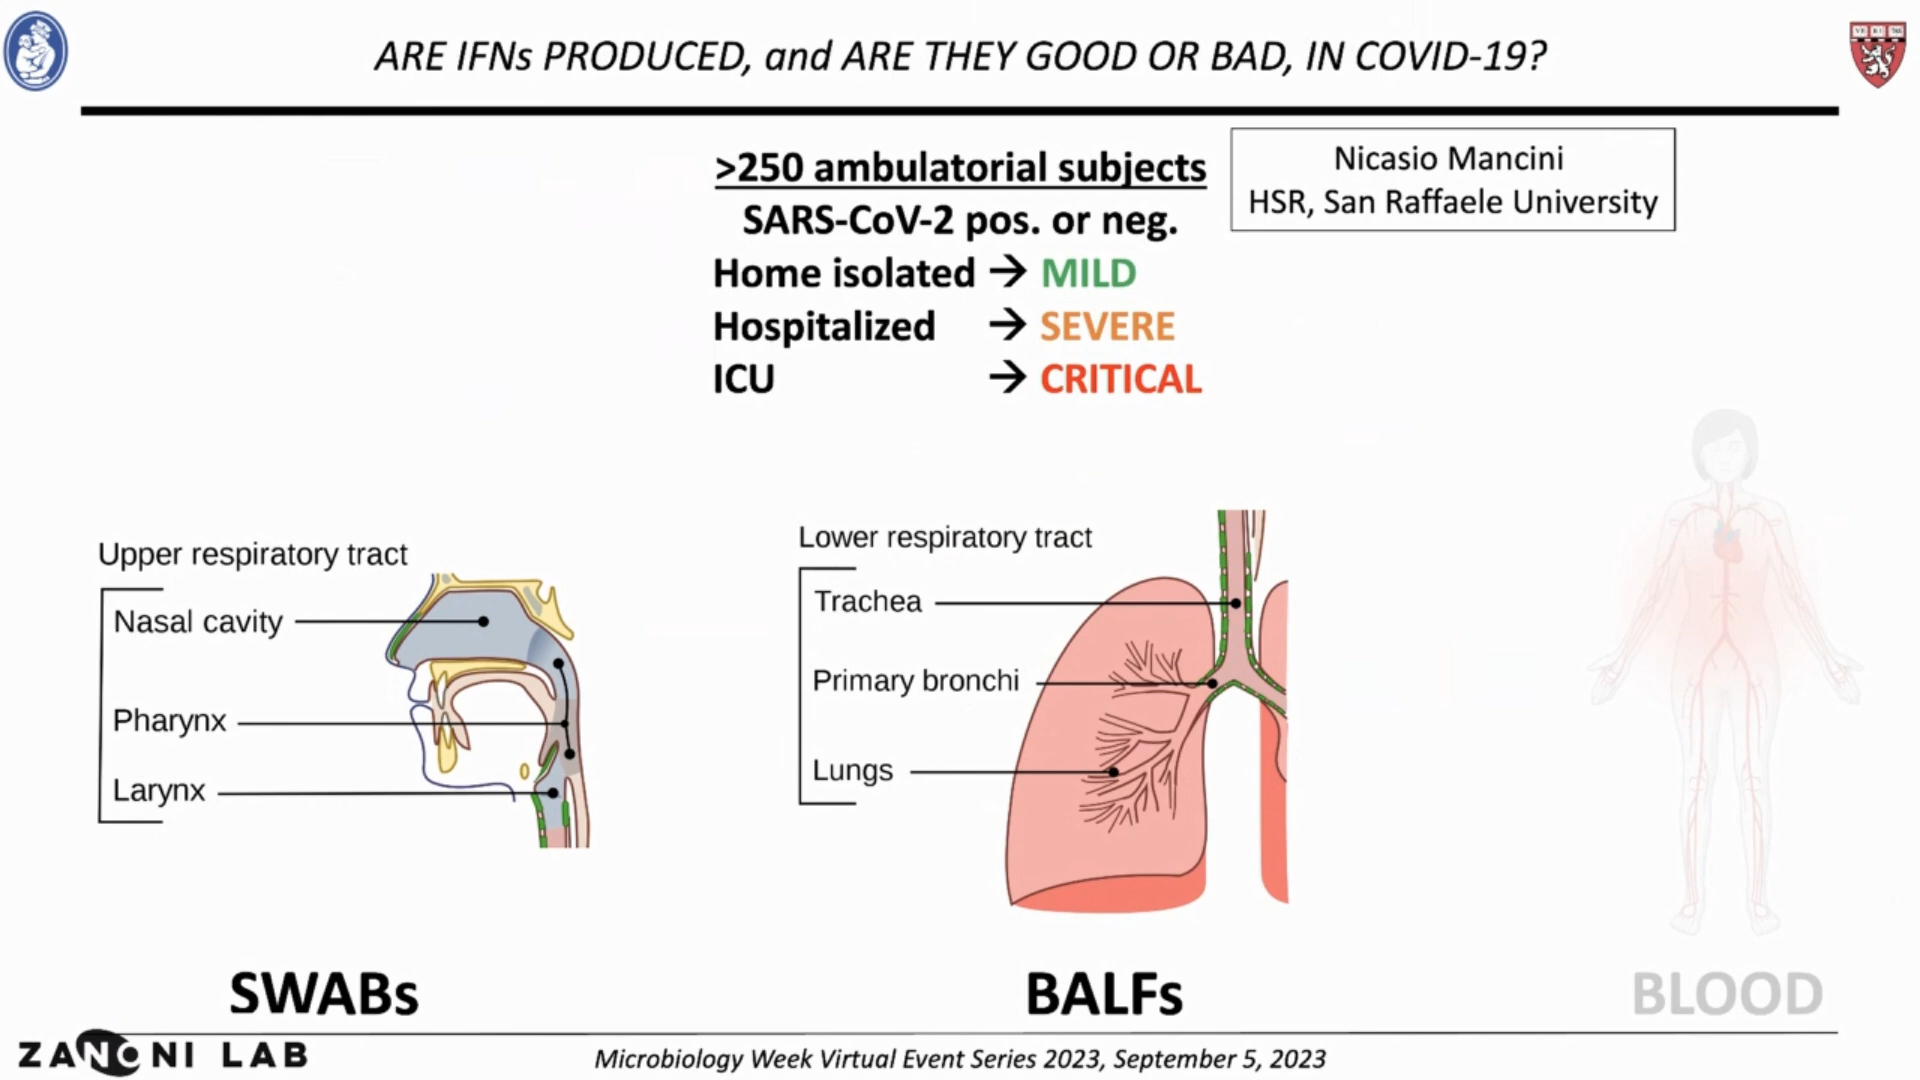 ARE IFNs PRODUCED, and ARE THEY GOOD OR BAD, IN COVID-19?
>250 ambulatorial subjects
SARS-CoV-2 pos. or neg.
Home isolated → MILD
Hospitalized → SEVERE
ICU → CRITICAL
Nicasio Mancini
HSR, San Raffaele University
Upper respiratory tract
Nasal cavity
Pharynx
Larynx
Lower respiratory tract
Trachea
Primary bronchi
Lungs
SWABs
BALFs
BLOOD
ZANONI LAB
Microbiology Week Virtual Event Series 2023, September 5, 2023